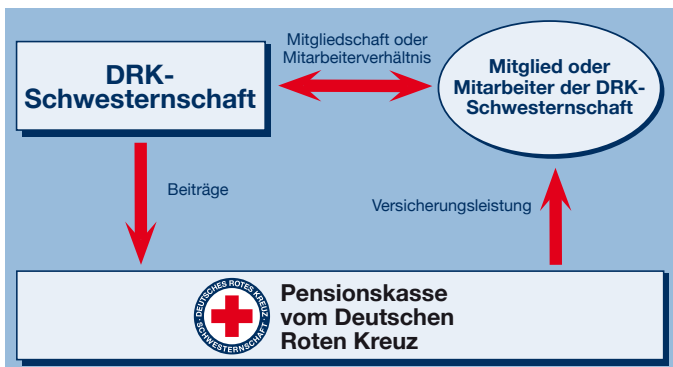 DRK-
Schwesternschaft
Mitgliedschaft oder
Mitarbeiterverhältnis
Mitglied oder
Mitarbeiter der DRK-
Schwesternschaft
Beiträge
Versicherungsleistung
DEUTSCHES ROTES KREUZ
SCHWESTERNSCHAFT
Pensionskasse
vom Deutschen
Roten Kreuz